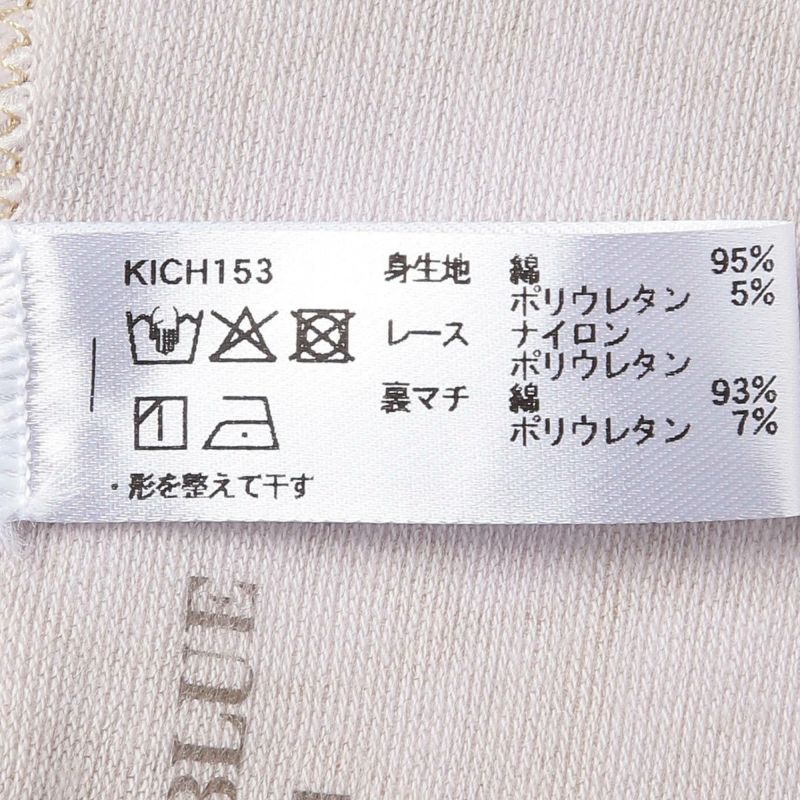 KICH153
身生地 綿 95%
ポリウレタン 5%
レース ナイロン
ポリウレタン
裏マチ 綿 93%
ポリウレタン 7%
・形を整えて干す
BLUE